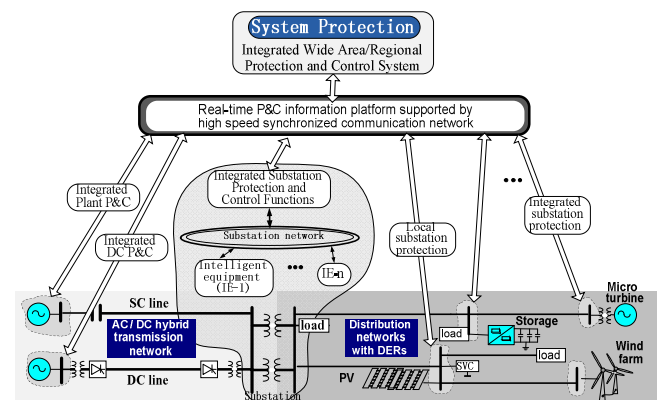 System Protection
Integrated Wide Area/Regional
Protection and Control System
Real-time P&C information platform supported by
high speed synchronized communication network
Integrated
Plant P&C
Integrated
DC P&C
Integrated Substation
Protection and
Control Functions
Substation network
Intelligent
equipment
(IE-1)
IE-n
Local
substation
protection
Integrated
substation
protection
SC line
AC / DC hybrid
transmission
network
DC line
Substation
load
Distribution
networks
with DERs
PV
load
Storage
Micro
turbine
SVC
load
Wind
farm